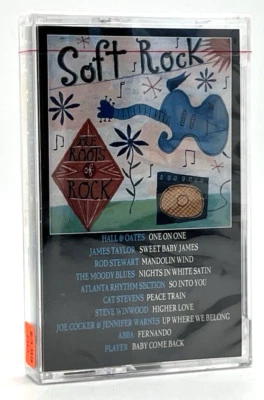 Soft Rock
THE
ROOTS
OF
ROCK
HALL & OATES ONE ON ONE
JAMES TAYLOR SWEET BABY JAMES
ROD STEWART MANDOLIN WIND
THE MOODY BLUES NIGHTS IN WHITE SATIN
ATLANTA RHYTHM SECTION SO INTO YOU
CAT STEVENS PEACE TRAIN
STEVE WINWOOD HIGHER LOVE
JOE COCKER & JENNIFER WARNES UP WHERE WE BELONG
ABBA FERNANDO
PLAYER BABY COME BACK